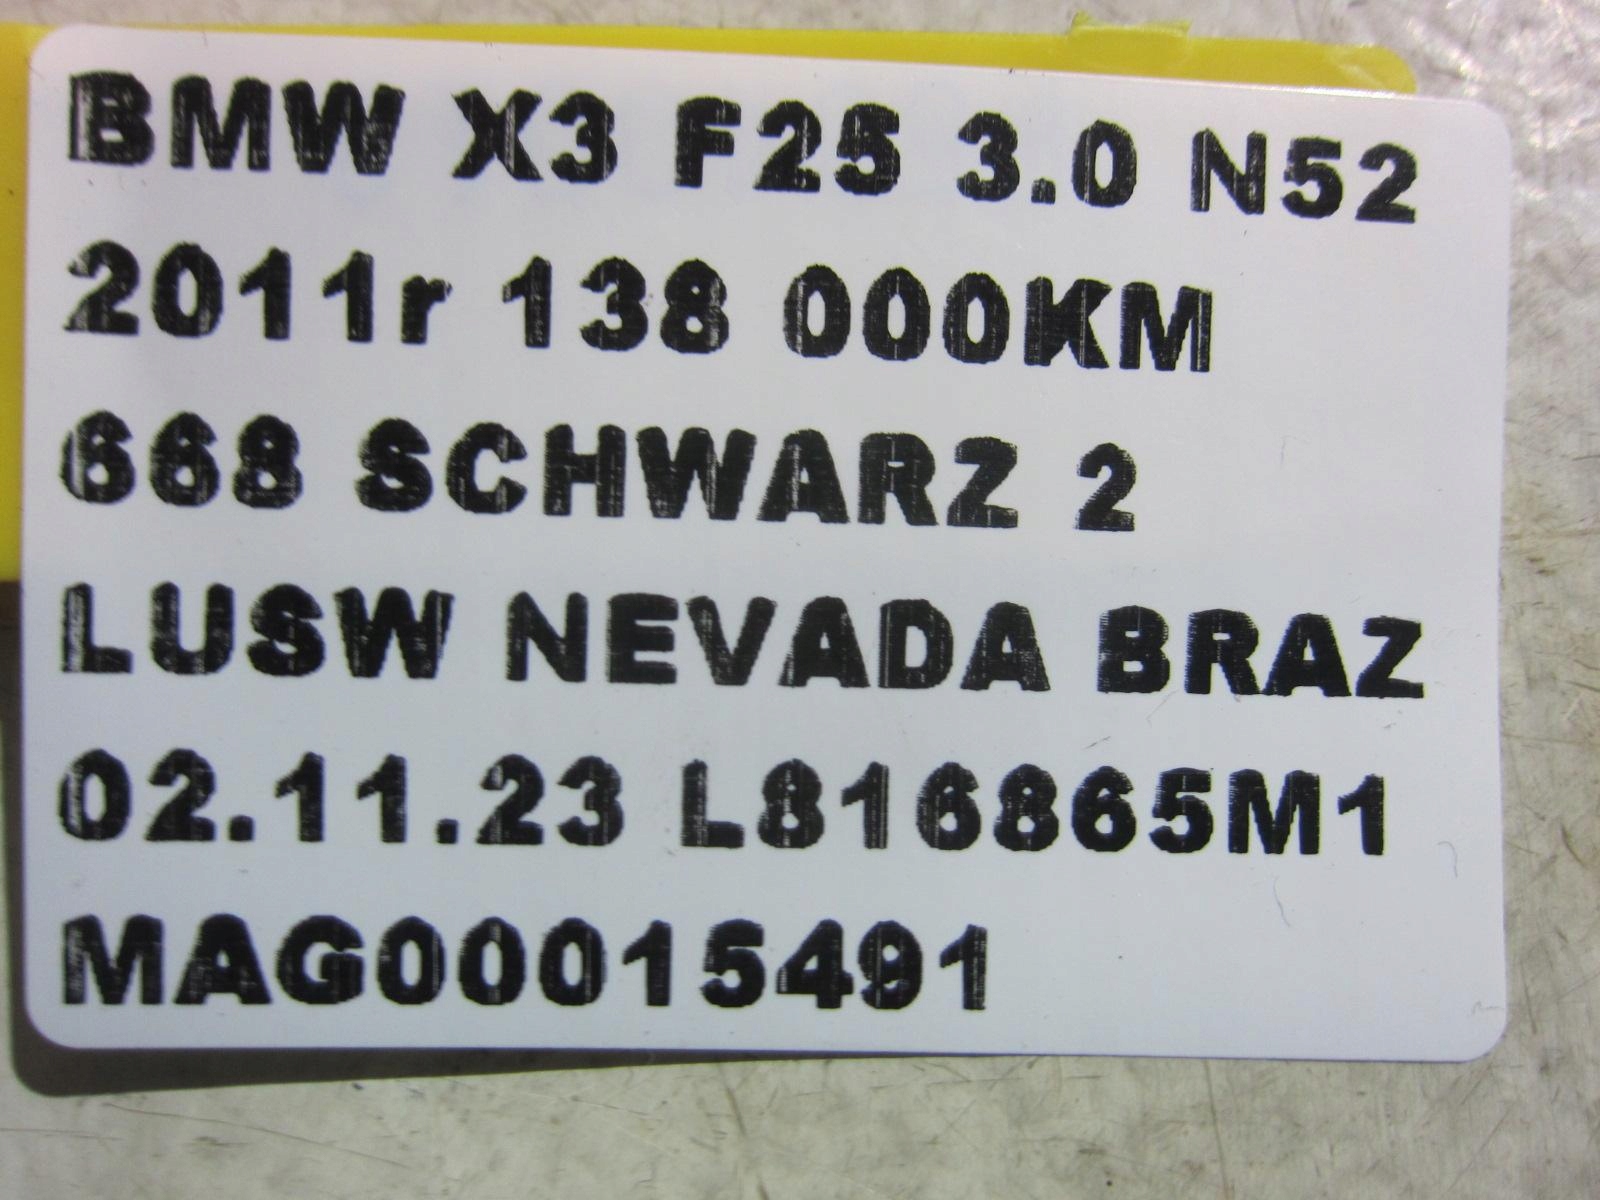 BMW X3 F25 3.0 N52
2011r 138 000KM
668 SCHWARZ 2
LUSW NEVADA BRAZ
02.11.23 L816865M1
MAG00015491